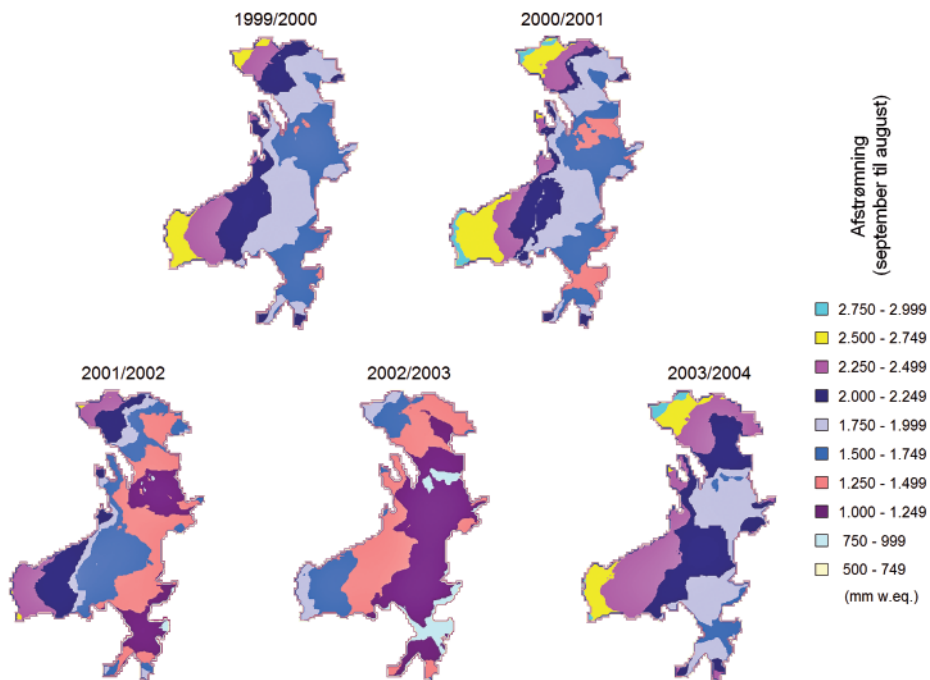 1999/2000
2000/2001
Afstrømning
(september til august)
2.750 - 2.999
2.500 - 2.749
2.250 - 2.499
2.000 - 2.249
1.750 - 1.999
1.500 - 1.749
1.250 - 1.499
1.000 - 1.249
750 - 999
500 - 749
(mm w.eq.)
2001/2002
2002/2003
2003/2004